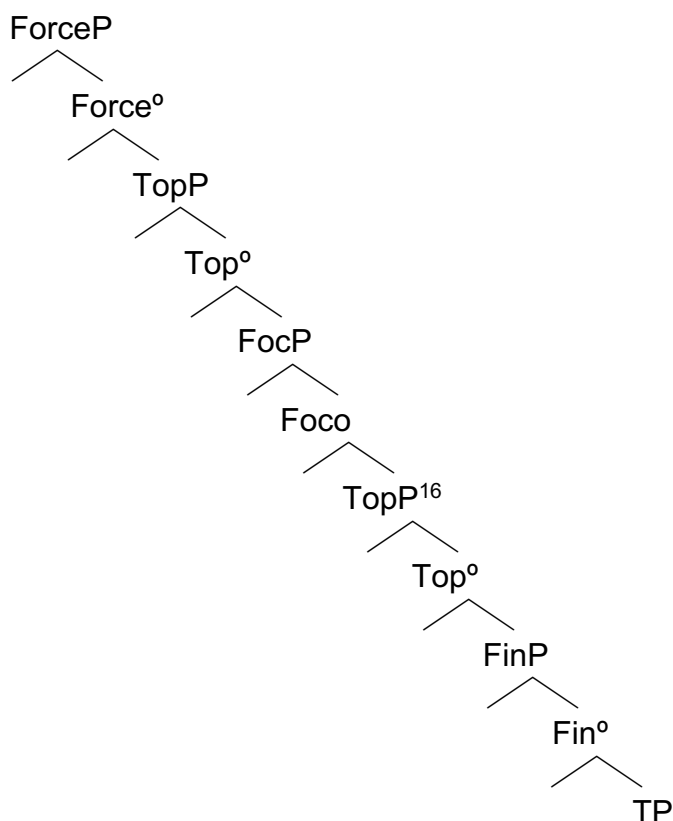 ForceP
Forceº
TopP
Topº
FocP
Foco
TopP¹⁶
Topº
FinP
Finº
TP